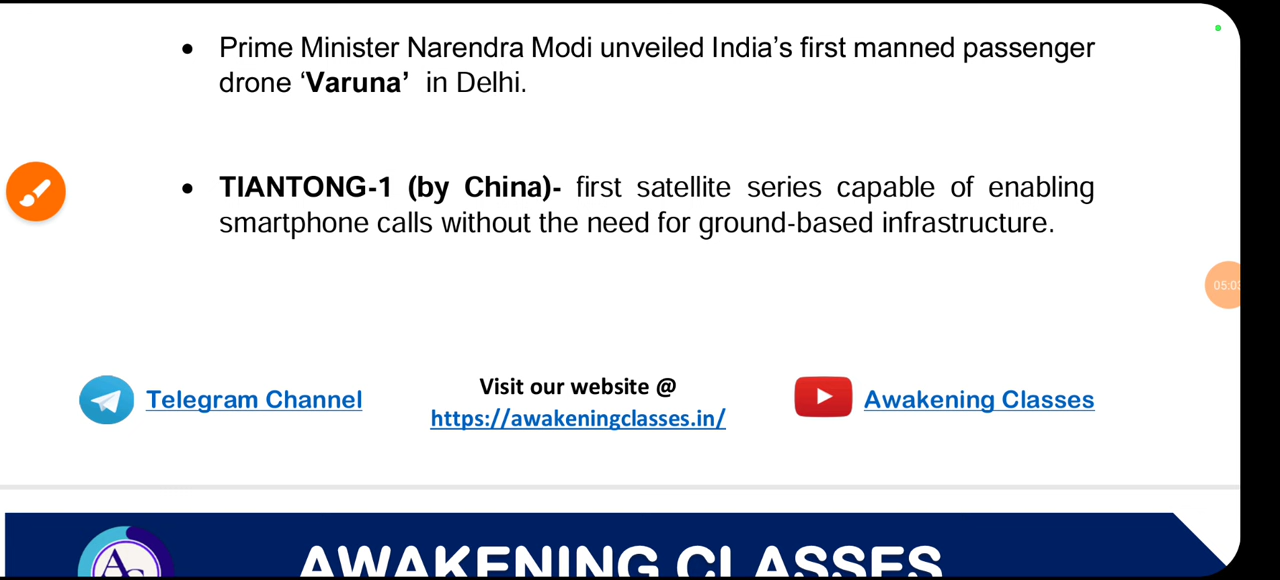 Prime Minister Narendra Modi unveiled India’s first manned passenger
drone ‘Varuna’ in Delhi.
TIANTONG-1 (by China)- first satellite series capable of enabling
smartphone calls without the need for ground-based infrastructure.
05:03
Telegram Channel
Visit our website @
https://awakeningclasses.in/
Awakening Classes
AWAKENING CLASSES